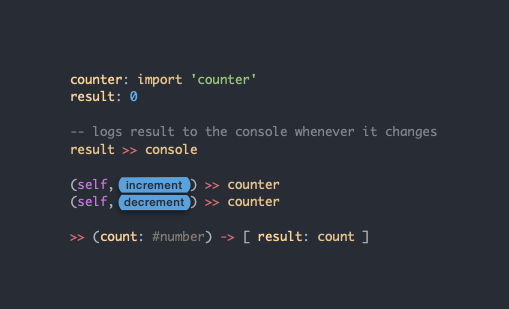 counter: import 'counter'
result: 0
-- logs result to the console whenever it changes
result >> console
(self, increment) >> counter
(self, decrement) >> counter
>> (count: #number) -> [ result: count ]